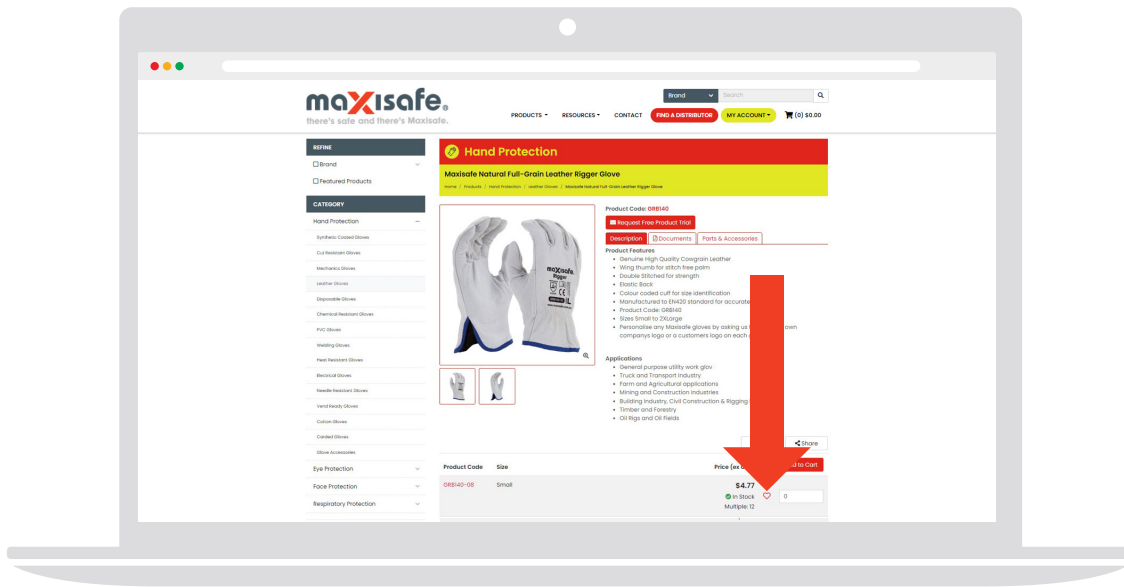 maxisafe®
there's safe and there's Maxisafe.
Brand
Search
PRODUCTS
RESOURCES
CONTACT
FIND A DISTRIBUTOR
MY ACCOUNT
(0) $0.00
REFINE
Brand
Featured Products
CATEGORY
Hand Protection
Synthetic Coated Gloves
Cut Resistant Gloves
Mechanics Gloves
Leather Gloves
Disposable Gloves
Chemical Resistant Gloves
PVC Gloves
Welding Gloves
Heat Resistant Gloves
Electrical Gloves
Needle Resistant Gloves
Vend Ready Gloves
Cotton Gloves
Carded Gloves
Glove Accessories
Eye Protection
Face Protection
Respiratory Protection
Hand Protection
Maxisafe Natural Full-Grain Leather Rigger Glove
Home / Products / Hand Protection / Leather Gloves / Maxisafe Natural Full-Grain Leather Rigger Glove
maxisafe.
Rigger
CE
L
Product Code: GRB140
Request Free Product Trial
Description
Documents
Parts & Accessories
Product Features
• Genuine High Quality Cowgrain Leather
• Wing thumb for stitch free palm
• Double Stitched for strength
• Elastic Back
• Colour coded cuff for size identification
• Manufactured to EN420 standard for accurate
• Product Code: GRB140
• Sizes Small to 2XLarge
• Personalise any Maxisafe gloves by asking us own
companys logo or a customers logo on each
Applications
• General purpose utility work glov
• Truck and Transport Industry
• Farm and Agricultural applications
• Mining and Construction Industries
• Building Industry, Civil Construction & Rigging
• Timber and Forestry
• Oil Rigs and Oil Fields
Share
Product Code Size Price (ex to Cart
GRB140-08 Small $4.77
In Stock 0
Multiple: 12